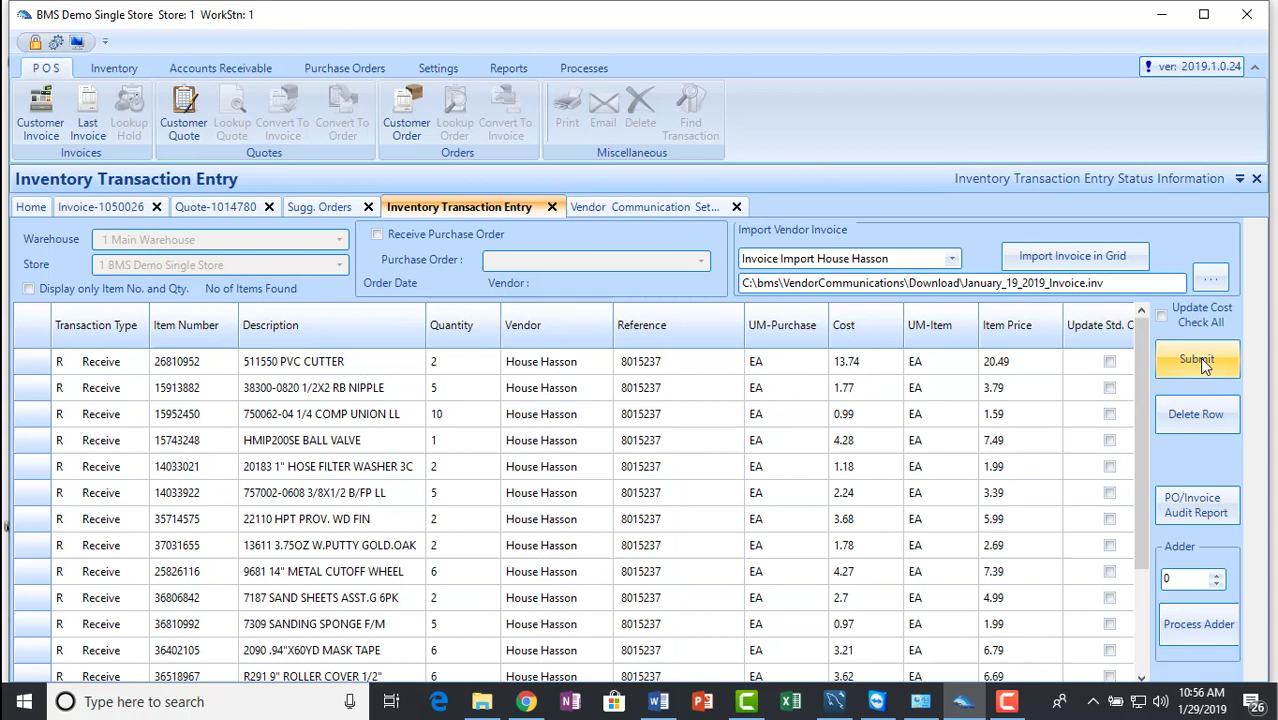 BMS Demo Single Store Store: 1 WorkStn: 1
P O S Inventory Accounts Receivable Purchase Orders Settings Reports Processes ! ver: 2019.1.0.24
Customer Invoice Last Invoice Lookup Hold Customer Quote Lookup Quote Convert To Invoice Convert To Order Customer Order Lookup Order Convert To Invoice Print Email Delete Find Transaction
Invoices Quotes Orders Miscellaneous
Inventory Transaction Entry Inventory Transaction Entry Status Information
Home Invoice-1050026 Quote-1014780 Sugg. Orders Inventory Transaction Entry Vendor Communication Set...
Warehouse 1 Main Warehouse Receive Purchase Order Import Vendor Invoice
Store 1 BMS Demo Single Store Purchase Order : Invoice Import House Hasson Import Invoice in Grid
Display only Item No. and Qty. No of Items Found Order Date Vendor : C:\bms\VendorCommunications\Download\January_19_2019_Invoice.inv ...
Transaction Type Item Number Description Quantity Vendor Reference UM-Purchase Cost UM-Item Item Price Update Std. C
R Receive 26810952 511550 PVC CUTTER 2 House Hasson 8015237 EA 13.74 EA 20.49
R Receive 15913882 38300-0820 1/2X2 RB NIPPLE 5 House Hasson 8015237 EA 1.77 EA 3.79
R Receive 15952450 750062-04 1/4 COMP UNION LL 10 House Hasson 8015237 EA 0.99 EA 1.59
R Receive 15743248 HMIP200SE BALL VALVE 1 House Hasson 8015237 EA 4.28 EA 7.49
R Receive 14033021 20183 1" HOSE FILTER WASHER 3C 2 House Hasson 8015237 EA 1.18 EA 1.99
R Receive 14033922 757002-0608 3/8X1/2 B/FP LL 5 House Hasson 8015237 EA 2.24 EA 3.39
R Receive 35714575 22110 HPT PROV. WD FIN 2 House Hasson 8015237 EA 3.68 EA 5.99
R Receive 37031655 13611 3.75OZ W.PUTTY GOLD.OAK 2 House Hasson 8015237 EA 1.78 EA 2.69
R Receive 25826116 9681 14" METAL CUTOFF WHEEL 6 House Hasson 8015237 EA 4.27 EA 7.39
R Receive 36806842 7187 SAND SHEETS ASST.G 6PK 2 House Hasson 8015237 EA 2.7 EA 4.99
R Receive 36810992 7309 SANDING SPONGE F/M 5 House Hasson 8015237 EA 0.97 EA 1.99
R Receive 36402105 2090 .94"X60YD MASK TAPE 6 House Hasson 8015237 EA 3.21 EA 6.79
R Receive 36518967 R291 9" ROLLER COVER 1/2" 6 House Hasson 8015237 EA 3.62 EA 6.69
Update Cost
Check All
Submit
Delete Row
PO/Invoice
Audit Report
Adder
0
Process Adder
Type here to search
10:56 AM
1/29/2019
26